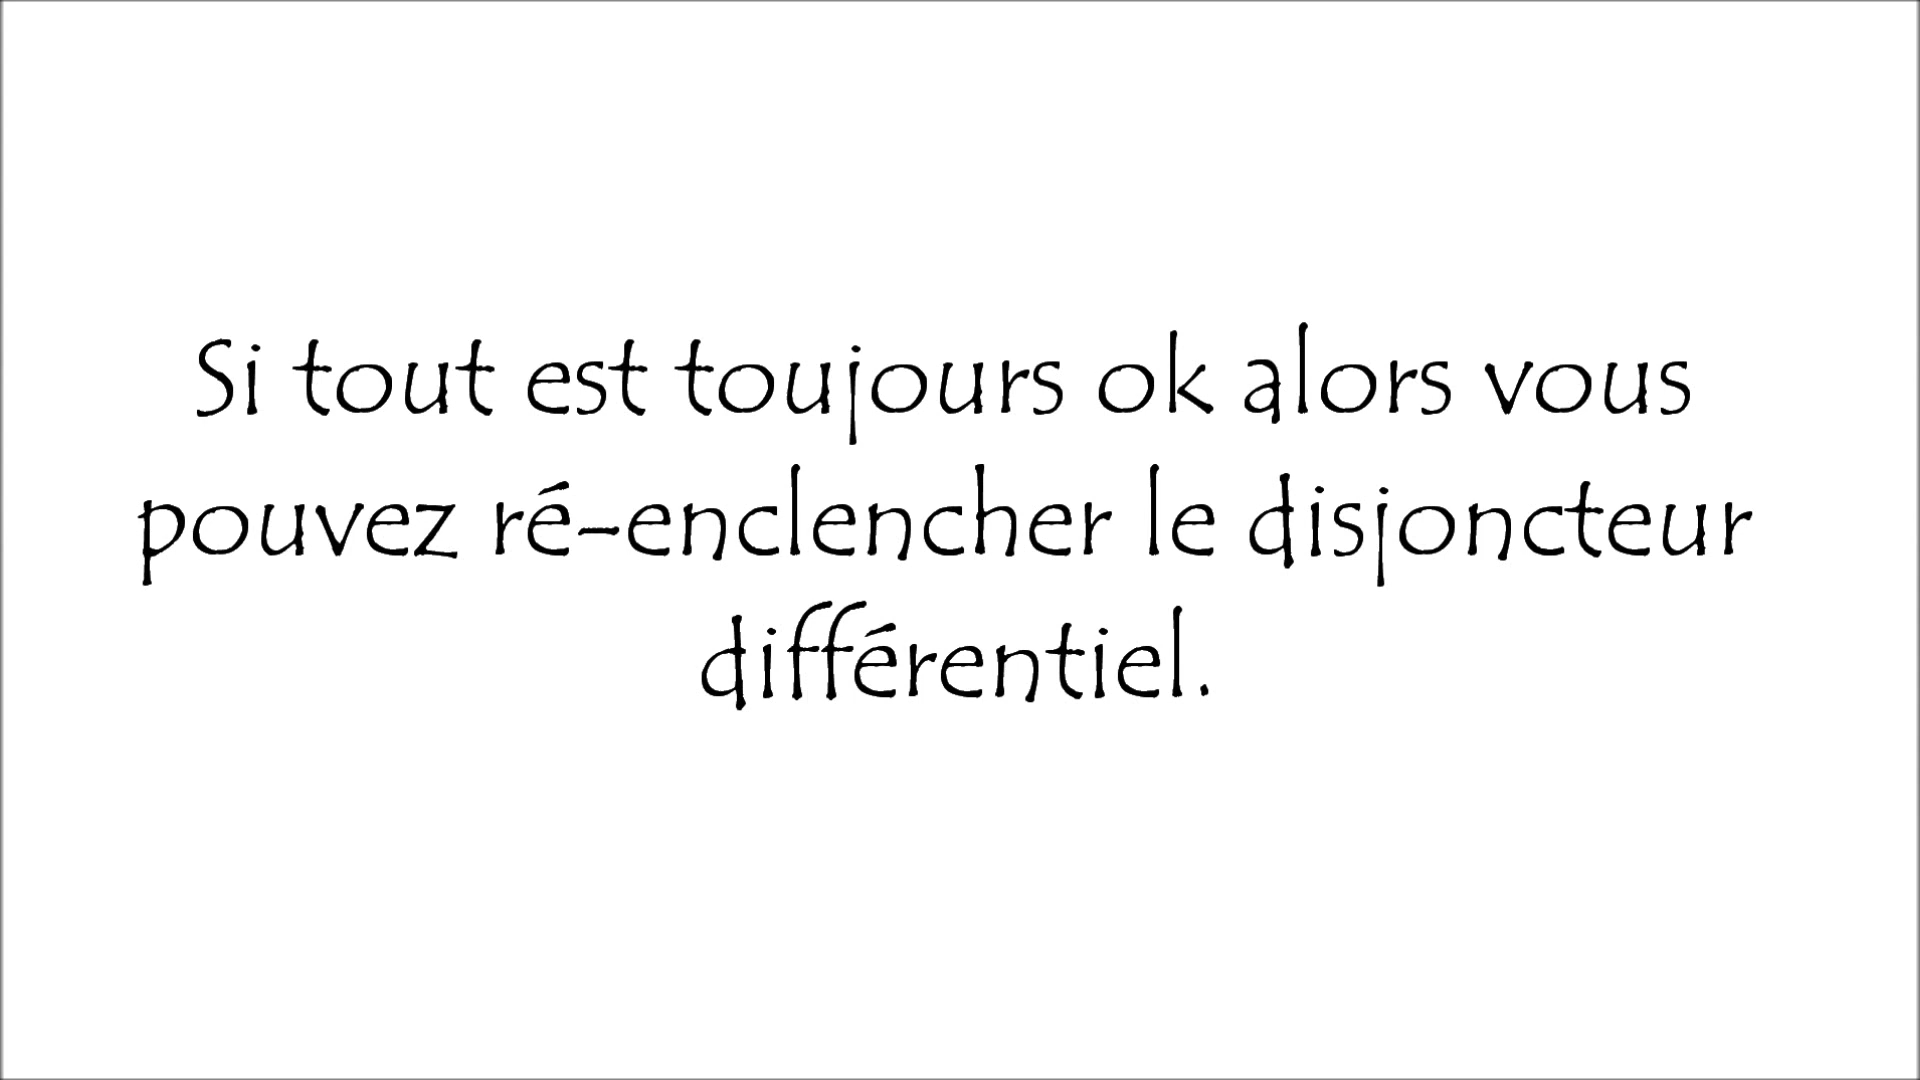 Si tout est toujours ok alors vous
pouvez ré-enclencher le disjoncteur
différentiel.